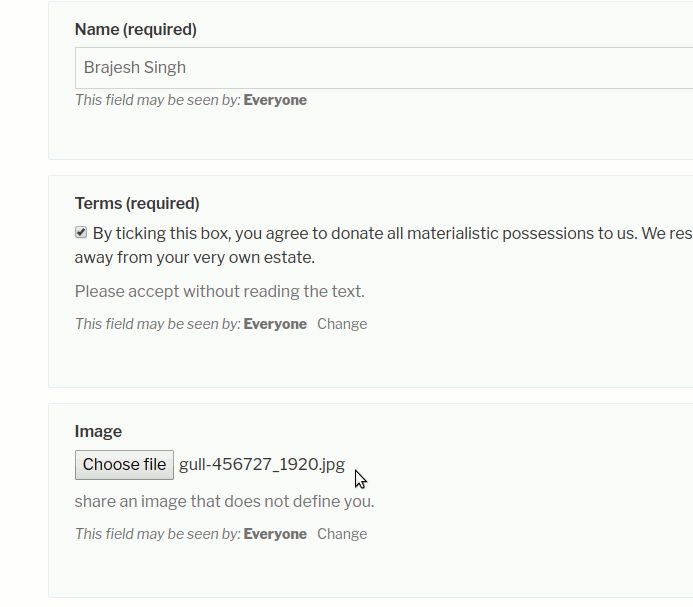 Name (required)
Brajesh Singh
This field may be seen by: Everyone
Terms (required)
By ticking this box, you agree to donate all materialistic possessions to us. We res
away from your very own estate.
Please accept without reading the text.
This field may be seen by: Everyone Change
Image
Choose file gull-456727_1920.jpg
share an image that does not define you.
This field may be seen by: Everyone Change